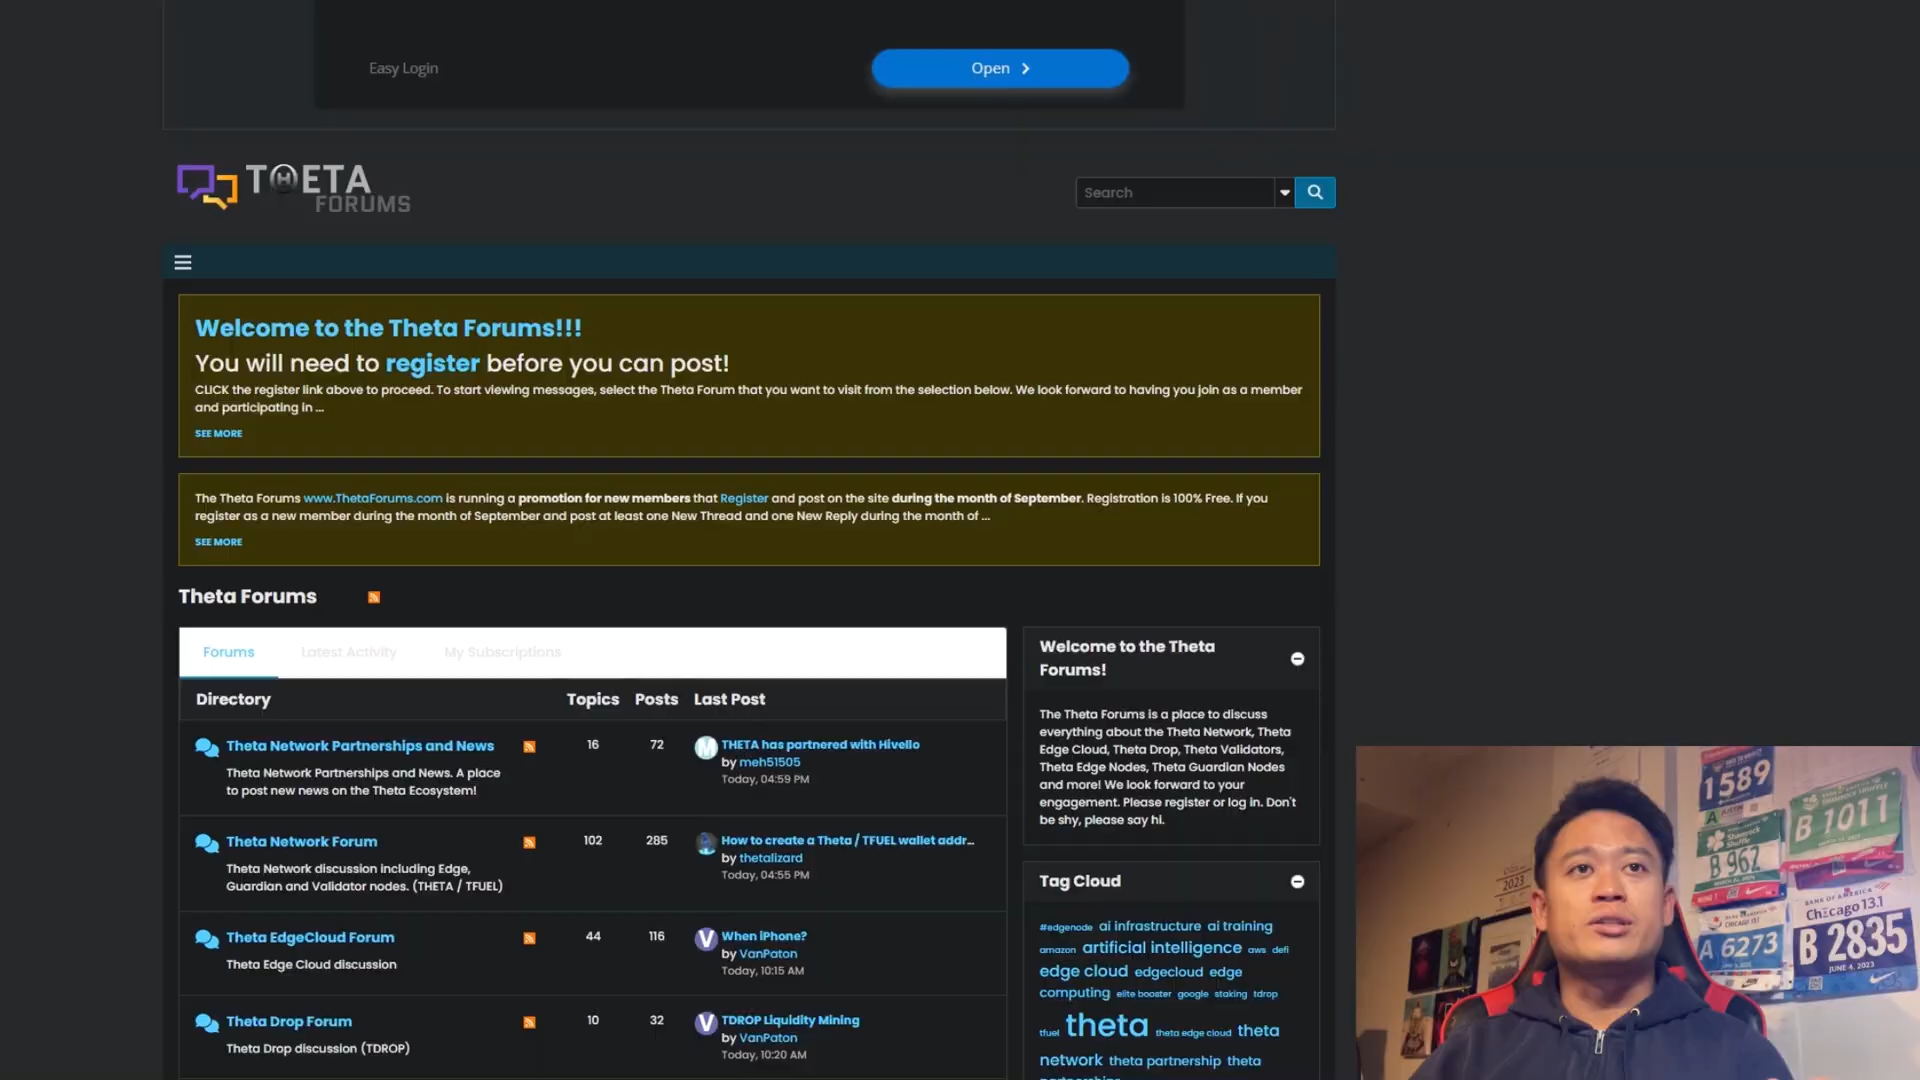 Easy Login
Open
THETA
FORUMS
Search
Welcome to the Theta Forums!!!
You will need to register before you can post!
CLICK the register link above to proceed. To start viewing messages, select the Theta Forum that you want to visit from the selection below. We look forward to having you join as a member
and participating in ...
SEE MORE
The Theta Forums www.ThetaForums.com is running a promotion for new members that Register and post on the site during the month of September. Registration is 100% Free. If you
register as a new member during the month of September and post at least one New Thread and one New Reply during the month of ...
SEE MORE
Theta Forums
Forums Latest Activity My Subscriptions
Directory Topics Posts Last Post
Theta Network Partnerships and News 16 72 THETA has partnered with Hivello
by meh51505
Theta Network Partnerships and News. A place Today, 04:59 PM
to post new news on the Theta Ecosystem!
Theta Network Forum 102 285 How to create a Theta / TFUEL wallet addr...
by thetalizard
Theta Network discussion including Edge, Today, 04:55 PM
Guardian and Validator nodes. (THETA / TFUEL)
Theta EdgeCloud Forum 44 116 V When iPhone?
by VanPaton
Theta Edge Cloud discussion Today, 10:15 AM
Theta Drop Forum 10 32 V TDROP Liquidity Mining
by VanPaton
Theta Drop discussion (TDROP) Today, 10:20 AM
Welcome to the Theta
Forums!
The Theta Forums is a place to discuss
everything about the Theta Network, Theta
Edge Cloud, Theta Drop, Theta Validators,
Theta Edge Nodes, Theta Guardian Nodes
and more! We look forward to your
engagement. Please register or log in. Don't
be shy, please say hi.
Tag Cloud
#edgenode ai infrastructure ai training
amazon artificial intelligence aws defi
edge cloud edgecloud edge
computing elite booster google staking tdrop
tfuel theta theta edge cloud theta
network theta partnership theta
1589
Shamrock
Shuffle
B 962
B 1011
A 6273
BANK OF AMERICA
Chicago 13.1
B 2835
JUNE 4, 2023
2023